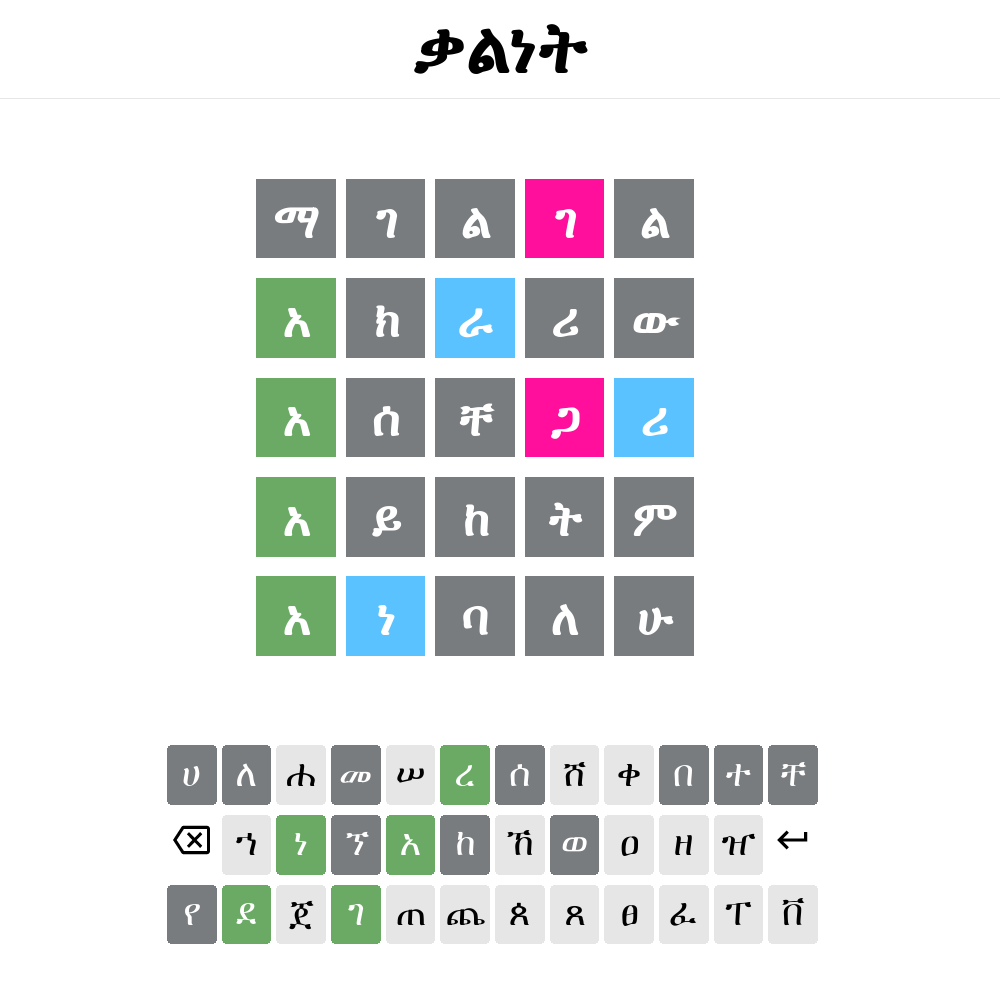 ቃልነት
ማ ገ ል ገ ል
አ ክ ራ ሪ ው
አ ሰ ቸ ጋ ሪ
አ ይ ከ ት ም
አ ነ ባ ለ ሁ
ሀ ለ ሐ መ ሠ ረ ሰ ሸ ቀ በ ተ ቸ
ኀ ነ ኘ አ ከ ኸ ወ ዐ ዘ ዠ
የ ደ ጀ ገ ጠ ጨ ጰ ጸ ፀ ፈ ፐ ቨ